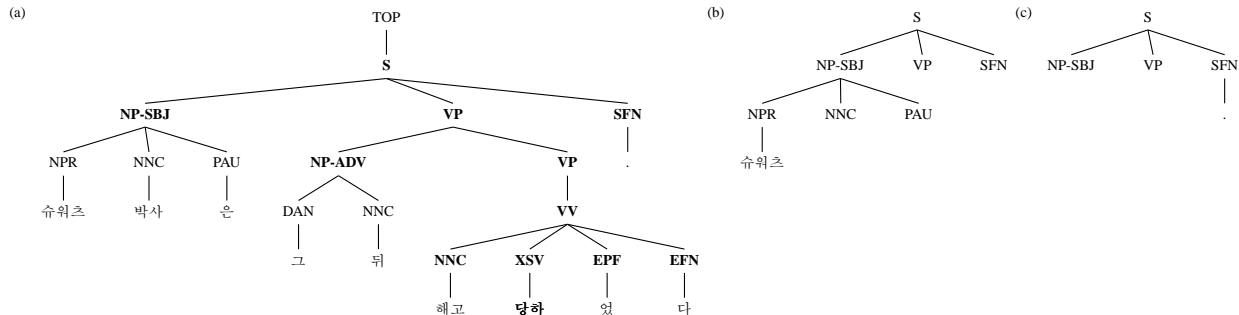 (a) TOP (b) S (c) S
S
NP-SBJ VP SFN NP-SBJ VP SFN
NP-SBJ VP SFN NPR NNC PAU .
NPR NNC PAU NP-ADV VP . 슈워츠
슈워츠 박사 은 DAN NNC VV
그 뒤 NNC XSV EPF EFN
해고 당하 었 다